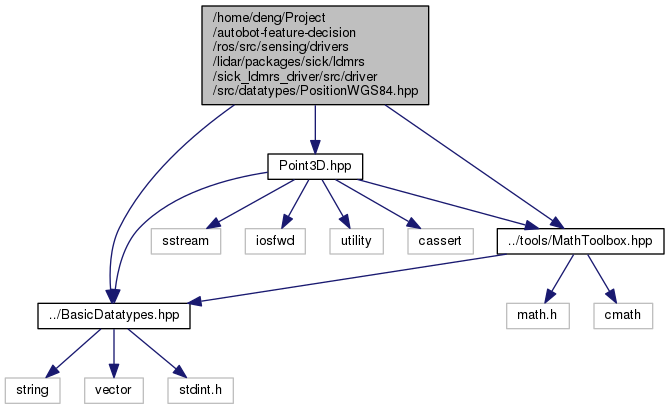 /home/deng/Project
/autobot-feature-decision
/ros/src/sensing/drivers
/lidar/packages/sick/ldmrs
/sick_ldmrs_driver/src/driver
/src/datatypes/PositionWGS84.hpp
Point3D.hpp
sstream
iosfwd
utility
cassert
../tools/MathToolbox.hpp
../BasicDatatypes.hpp
math.h
cmath
string
vector
stdint.h